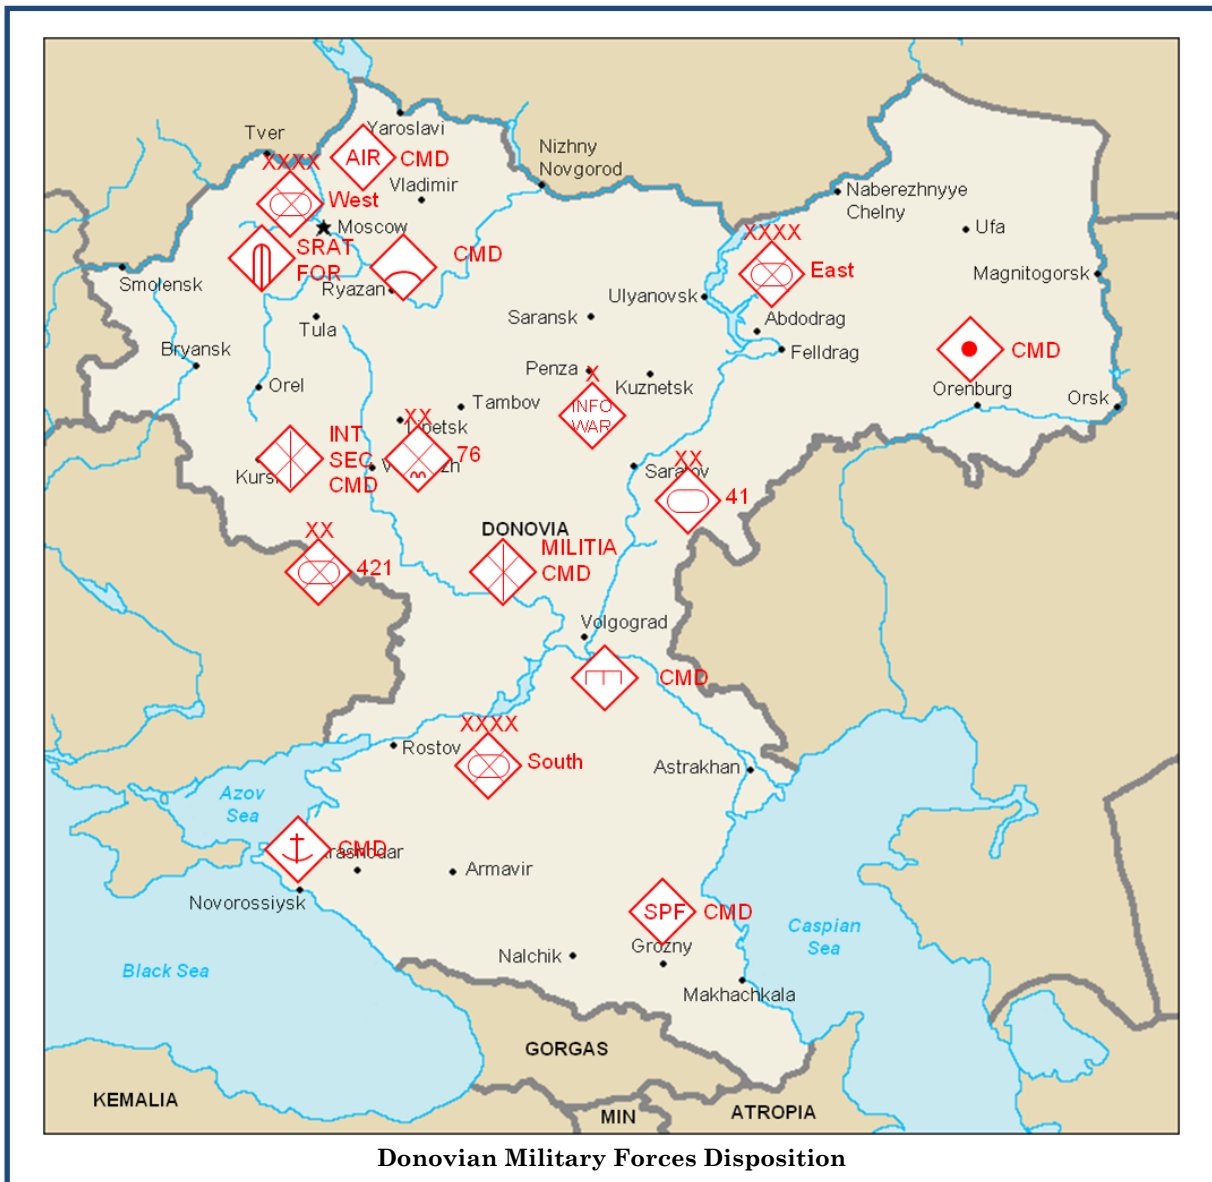 Tver
Yaroslavi
XXXX
AIR CMD
Nizhny
Novgorod
Vladimir
West
Naberezhnyye
Chelny
Moscow
Ufa
XXXX
SRAT
FOR
CMD
East
Magnitogorsk
Smolensk
Ryazan
Ulyanovsk
Saransk
Abdodrag
Tula
Bryansk
Felldrag
CMD
Penza
X
Kuznetsk
Orel
Orenburg
Orsk
Tambov
INFO
WAR
XX
76
INT
SEC
CMD
XX
Saratov
41
DONOVIA
XX
421
MILITIA
CMD
Volgograd
CMD
XXXX
South
Rostov
Astrakhan
Azov
Sea
CMD
Armavir
Novorossiysk
SPF CMD
Caspian
Sea
Grozny
Nalchik
Black Sea
Makhachkala
GORGAS
KEMALIA
MIN
ATROPIA
Donovian Military Forces Disposition